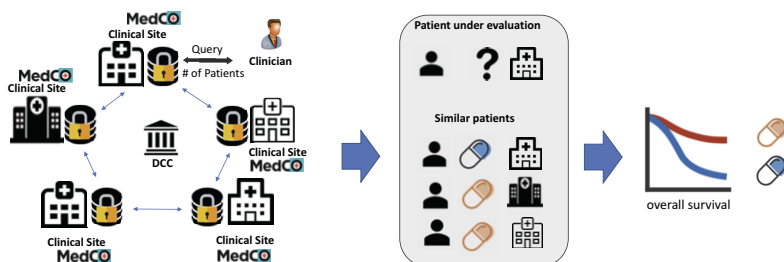 MedCo
Clinical Site
Query
# of Patients
Clinician
MedCo
Clinical Site
DCC
Clinical Site
MedCo
Clinical Site
MedCo
Clinical Site
MedCo
Patient under evaluation
?
Similar patients
overall survival